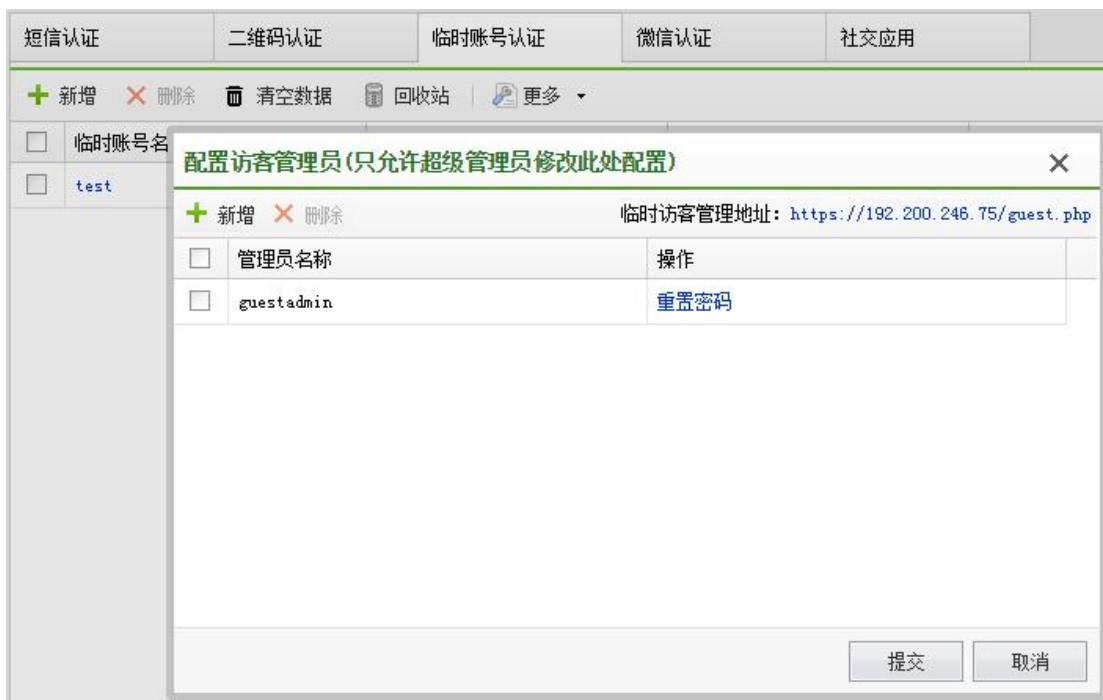 短信认证 二维码认证 临时账号认证 微信认证 社交应用
新增 删除 清空数据 回收站 更多
临时账号名
test
配置访客管理员(只允许超级管理员修改此处配置)
新增 删除 临时访客管理地址: https://192.200.246.75/guest.php
管理员名称 操作
guestadmin 重置密码
提交 取消